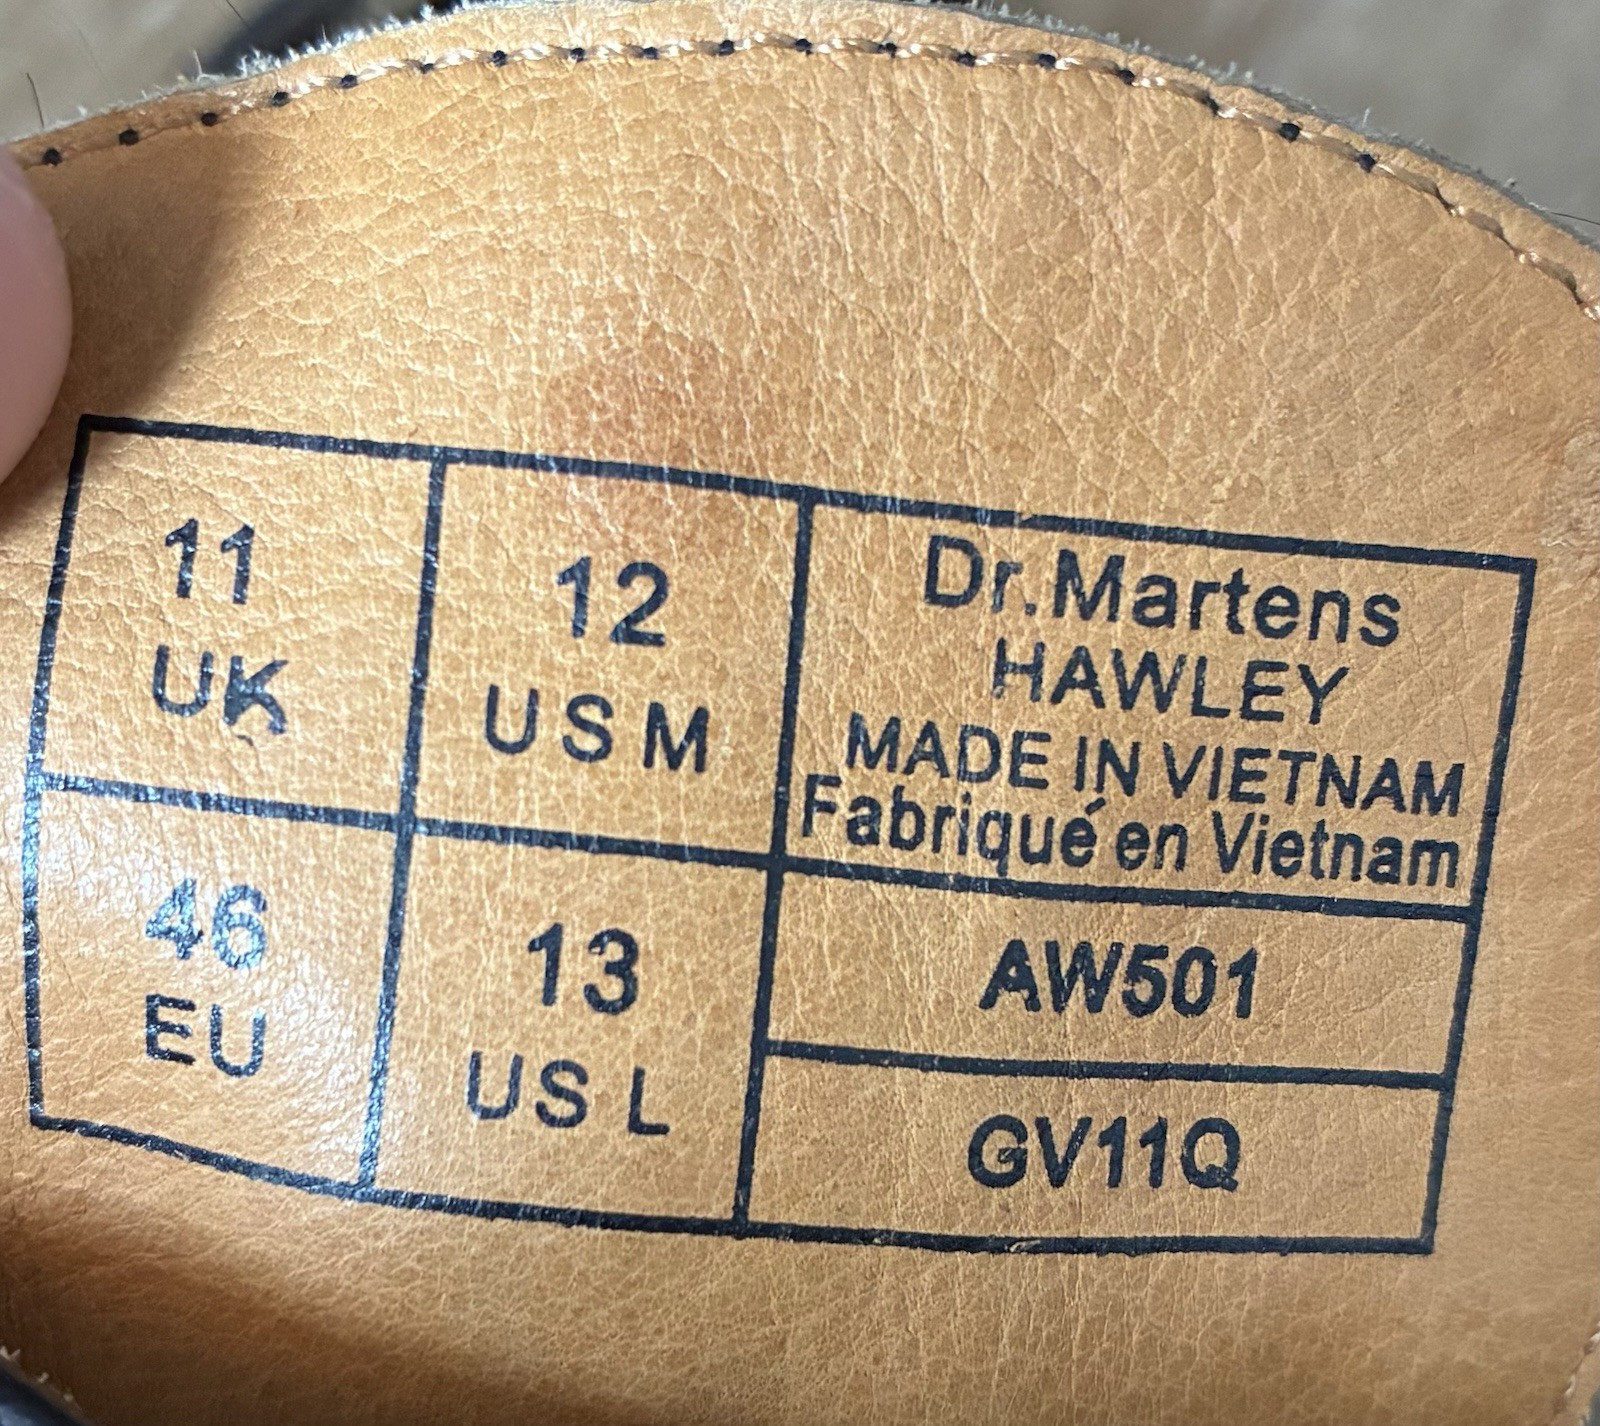 11
UK
12
US M
Dr.Martens
HAWLEY
MADE IN VIETNAM
Fabriqué en Vietnam
46
EU
13
US L
AW501
GV11Q